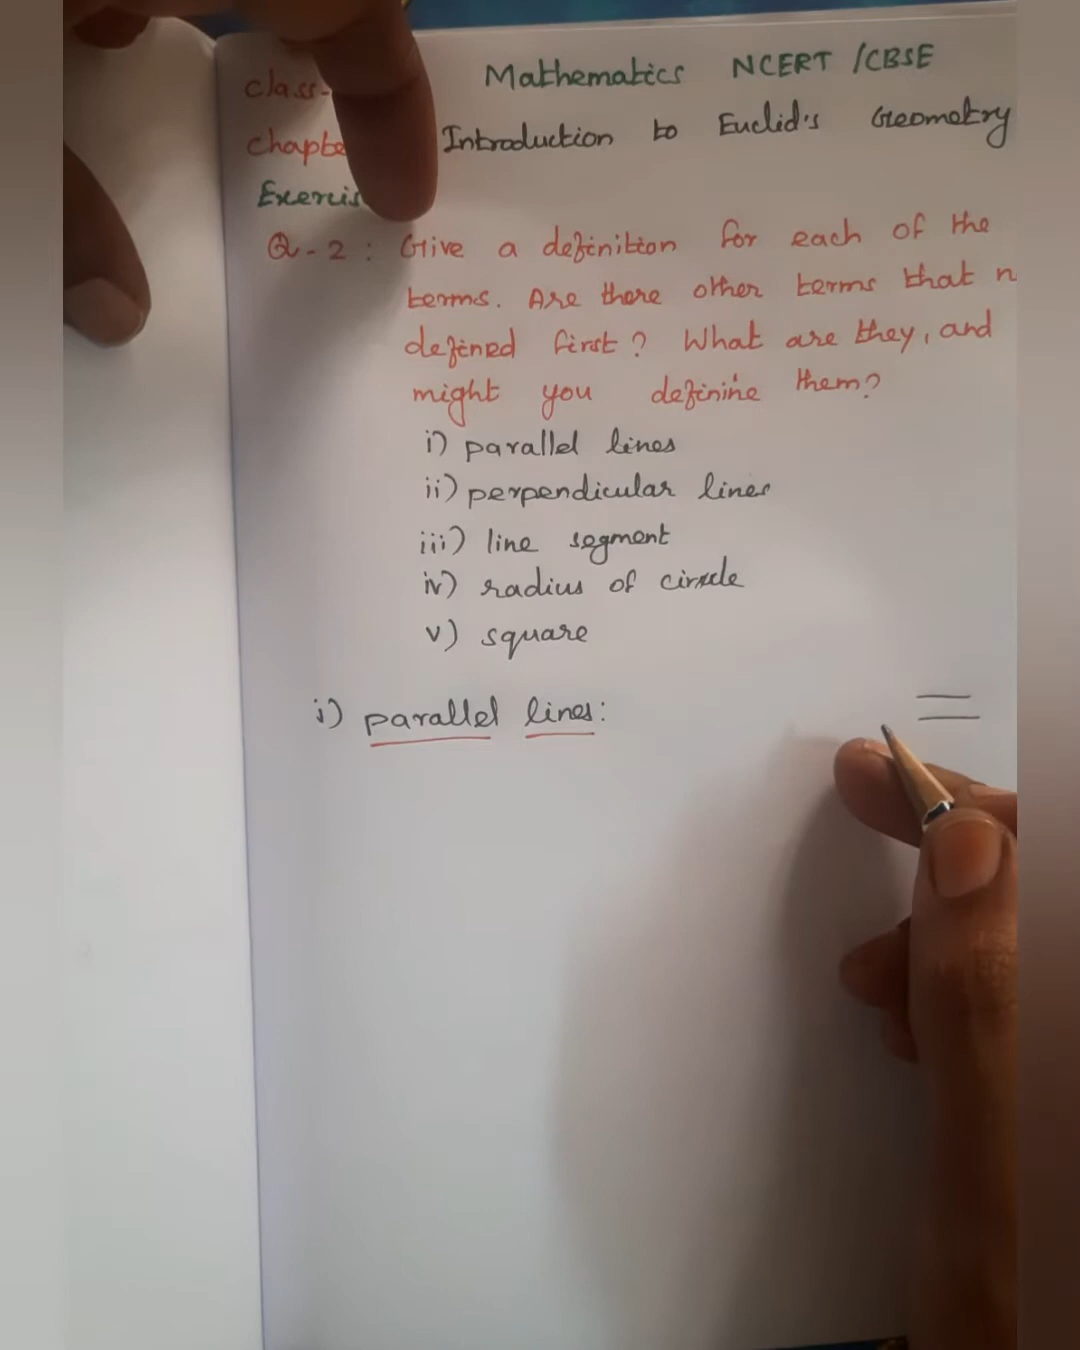 class-
Mathematics NCERT /CBSE
chapte
Introduction to Euclid's Geometry
Exercis
Q-2: Give a definition for each of the
terms. Are there other terms that n
defined first? What are they, and
might you definine them?
i) parallel lines
ii) perpendicular lines
iii) line segment
iv) radius of circle
v) square
i) parallel lines: